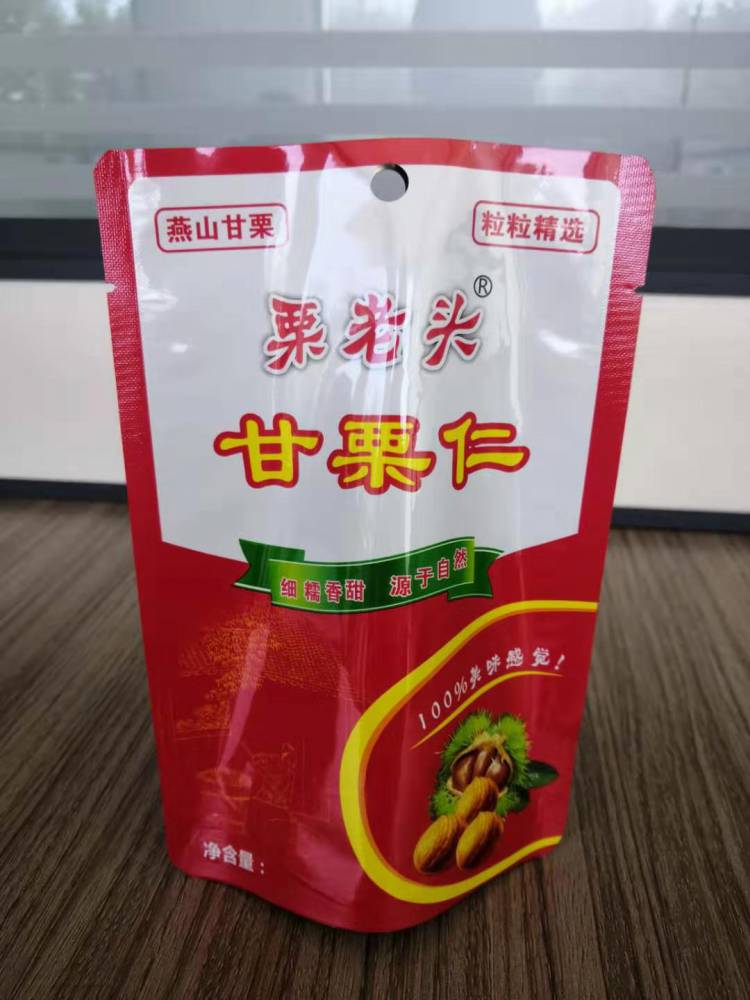 燕山甘栗
粒粒精选
栗老头®
甘栗仁
细糯香甜 源于自然
100%美味感觉！
净含量：